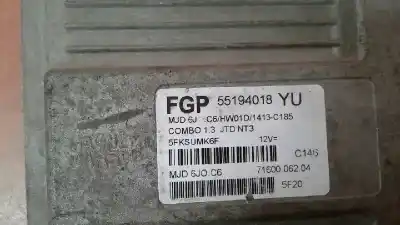 FGP 55194018 YU
MJD 6J C6/HW01D/1413-C185
COMBO 1.3 JTD NT3
5FKSUMK6F 12V=
C146
MJD 6JO.C6 71600.062.04
5F20